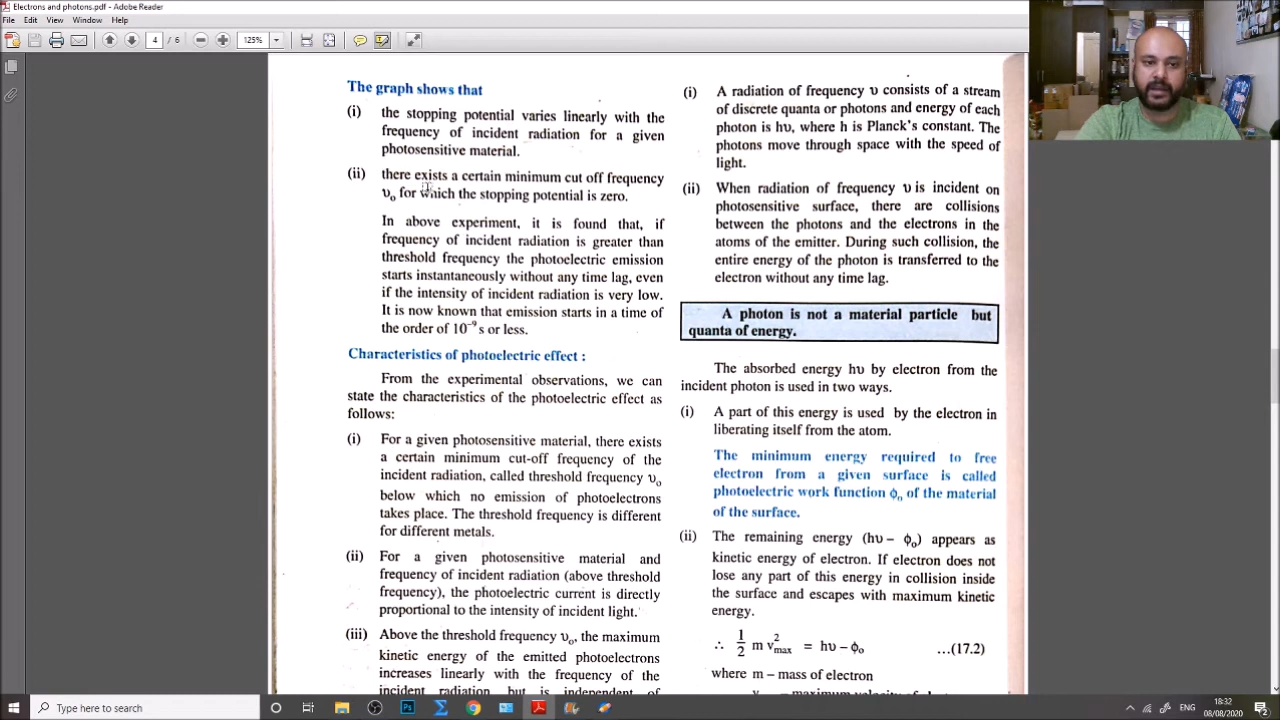 Electrons and photons.pdf - Adobe Reader
File Edit View Window Help
4 / 6 125%
The graph shows that
(i) the stopping potential varies linearly with the
frequency of incident radiation for a given
photosensitive material.
(ii) there exists a certain minimum cut off frequency
υₒ for which the stopping potential is zero.
In above experiment, it is found that, if
frequency of incident radiation is greater than
threshold frequency the photoelectric emission
starts instantaneously without any time lag, even
if the intensity of incident radiation is very low.
It is now known that emission starts in a time of
the order of 10⁻⁹ s or less.
Characteristics of photoelectric effect :
From the experimental observations, we can
state the characteristics of the photoelectric effect as
follows:
(i) For a given photosensitive material, there exists
a certain minimum cut-off frequency of the
incident radiation, called threshold frequency υₒ
below which no emission of photoelectrons
takes place. The threshold frequency is different
for different metals.
(ii) For a given photosensitive material and
frequency of incident radiation (above threshold
frequency), the photoelectric current is directly
proportional to the intensity of incident light.
(iii) Above the threshold frequency υₒ, the maximum
kinetic energy of the emitted photoelectrons
increases linearly with the frequency of the
incident radiation but is independent of
(i) A radiation of frequency υ consists of a stream
of discrete quanta or photons and energy of each
photon is hυ, where h is Planck's constant. The
photons move through space with the speed of
light.
(ii) When radiation of frequency υ is incident on
photosensitive surface, there are collisions
between the photons and the electrons in the
atoms of the emitter. During such collision, the
entire energy of the photon is transferred to the
electron without any time lag.
A photon is not a material particle but
quanta of energy.
The absorbed energy hυ by electron from the
incident photon is used in two ways.
(i) A part of this energy is used by the electron in
liberating itself from the atom.
The minimum energy required to free
electron from a given surface is called
photoelectric work function ϕₒ of the material
of the surface.
(ii) The remaining energy (hυ − ϕₒ) appears as
kinetic energy of electron. If electron does not
lose any part of this energy in collision inside
the surface and escapes with maximum kinetic
energy.
∴ 1/2 m v²max = hυ − ϕₒ ...(17.2)
where m – mass of electron
Type here to search
ENG
18:32
08/08/2020
2